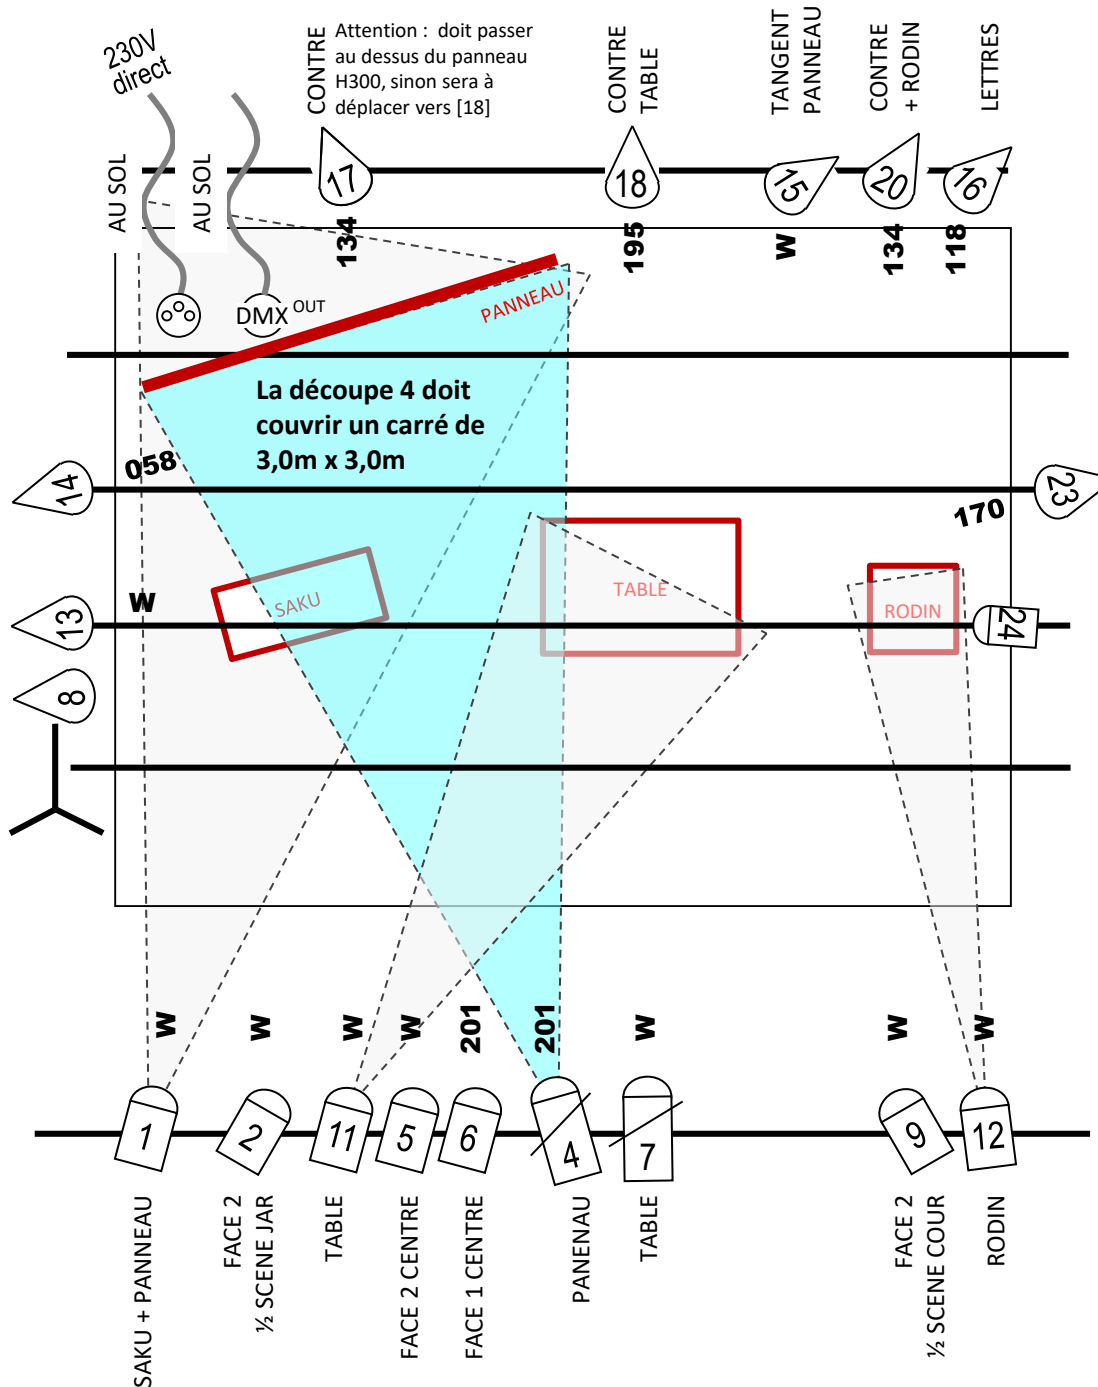 230V
direct
CONTRE
Attention : doit passer
au dessus du panneau
H300, sinon sera à
déplacer vers [18]
CONTRE
TABLE
TANGENT
PANNEAU
CONTRE
+ RODIN
LETTRES
AU SOL
AU SOL
17
18
15
20
16
134
195
W
134
118
DMX OUT
PANNEAU
La découpe 4 doit
couvrir un carré de
3,0m x 3,0m
14
058
23
170
SAKU
TABLE
RODIN
13
W
24
8
W
W
W
W
201
201
W
W
W
1
2
11
5
6
4
7
9
12
SAKU + PANNEAU
FACE 2
½ SCENE JAR
TABLE
FACE 2 CENTRE
FACE 1 CENTRE
PANENAU
TABLE
FACE 2
½ SCENE COUR
RODIN